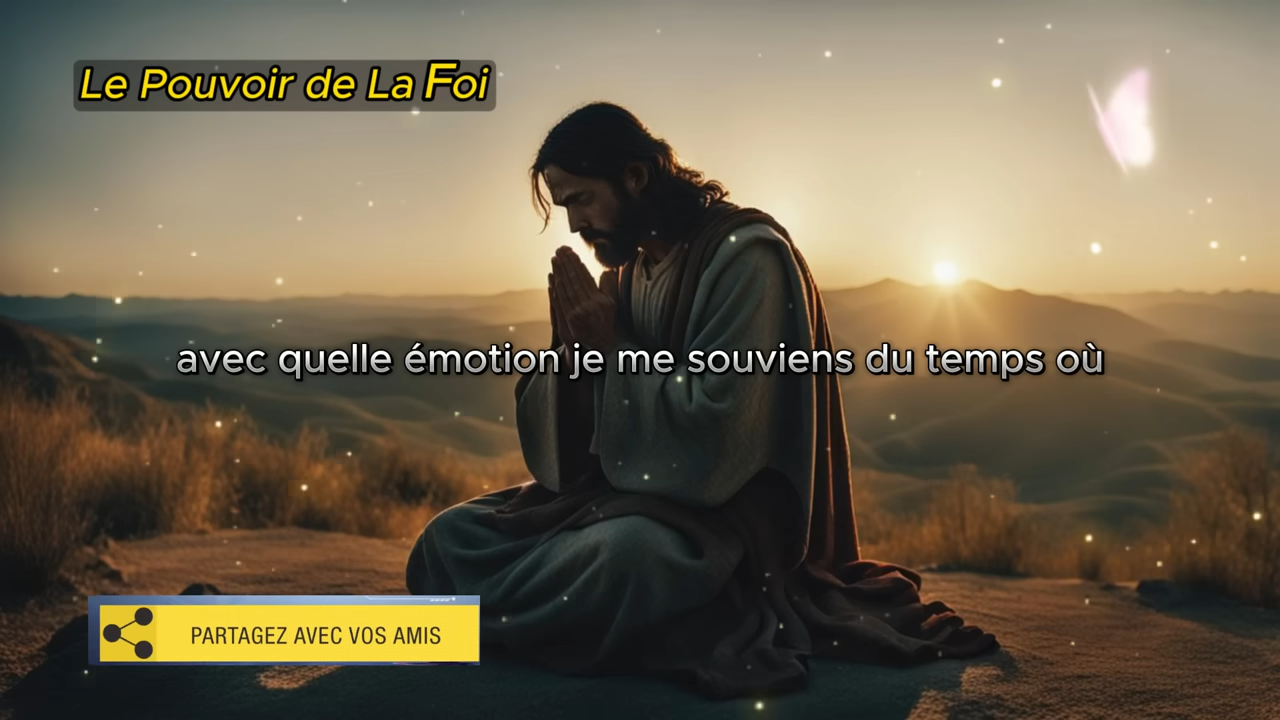 Le Pouvoir de La Foi
avec quelle émotion je me souviens du temps où
PARTAGEZ AVEC VOS AMIS